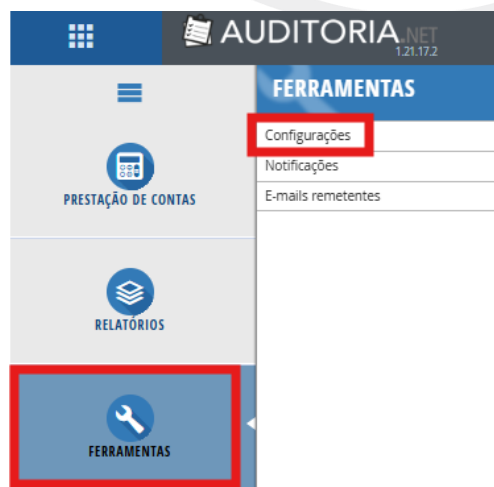 AUDITORIA.NET
1.21.17.2
FERRAMENTAS
Configurações
Notificações
E-mails remetentes
PRESTAÇÃO DE CONTAS
RELATÓRIOS
FERRAMENTAS